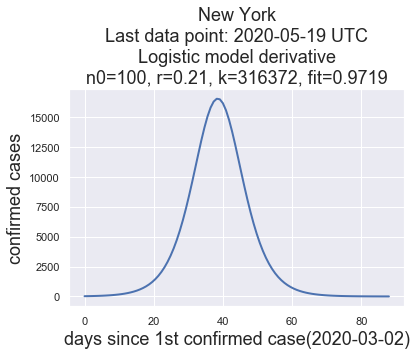 New York
Last data point: 2020-05-19 UTC
Logistic model derivative
n0=100, r=0.21, k=316372, fit=0.9719
confirmed cases
15000
12500
10000
7500
5000
2500
0
0 20 40 60 80
days since 1st confirmed case(2020-03-02)